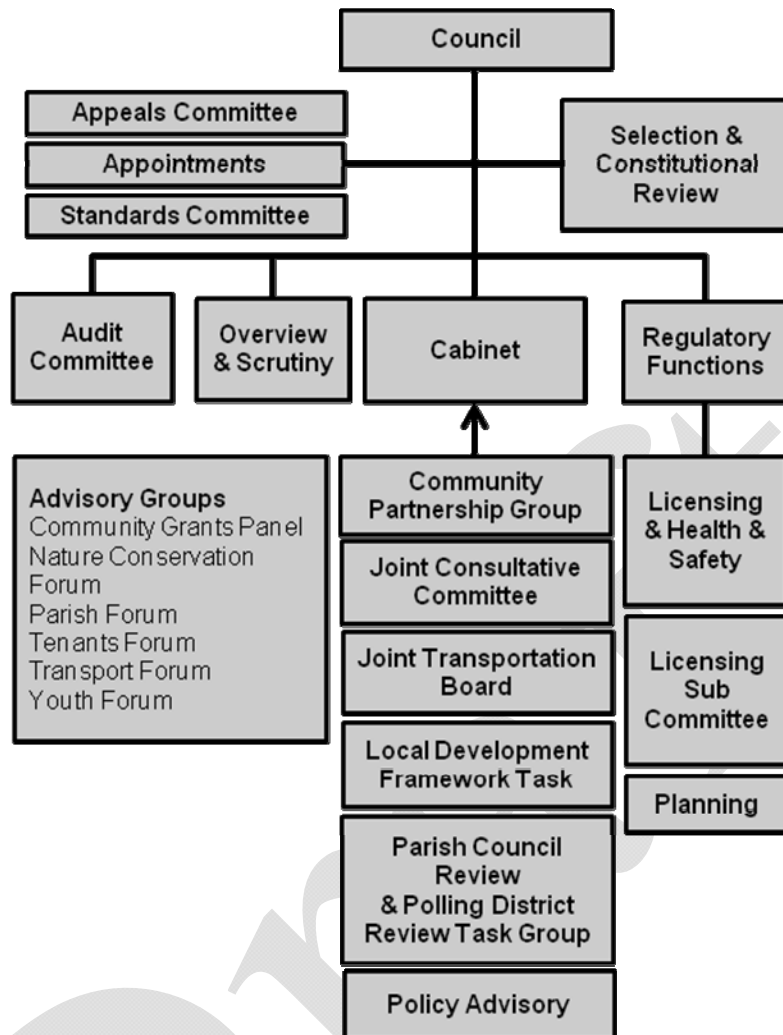 Council
Appeals Committee
Appointments
Standards Committee
Selection &
Constitutional
Review
Audit
Committee
Overview
& Scrutiny
Cabinet
Regulatory
Functions
Advisory Groups
Community Grants Panel
Nature Conservation
Forum
Parish Forum
Tenants Forum
Transport Forum
Youth Forum
Community
Partnership Group
Joint Consultative
Committee
Joint Transportation
Board
Local Development
Framework Task
Parish Council
Review
& Polling District
Review Task Group
Policy Advisory
Licensing
& Health &
Safety
Licensing
Sub
Committee
Planning